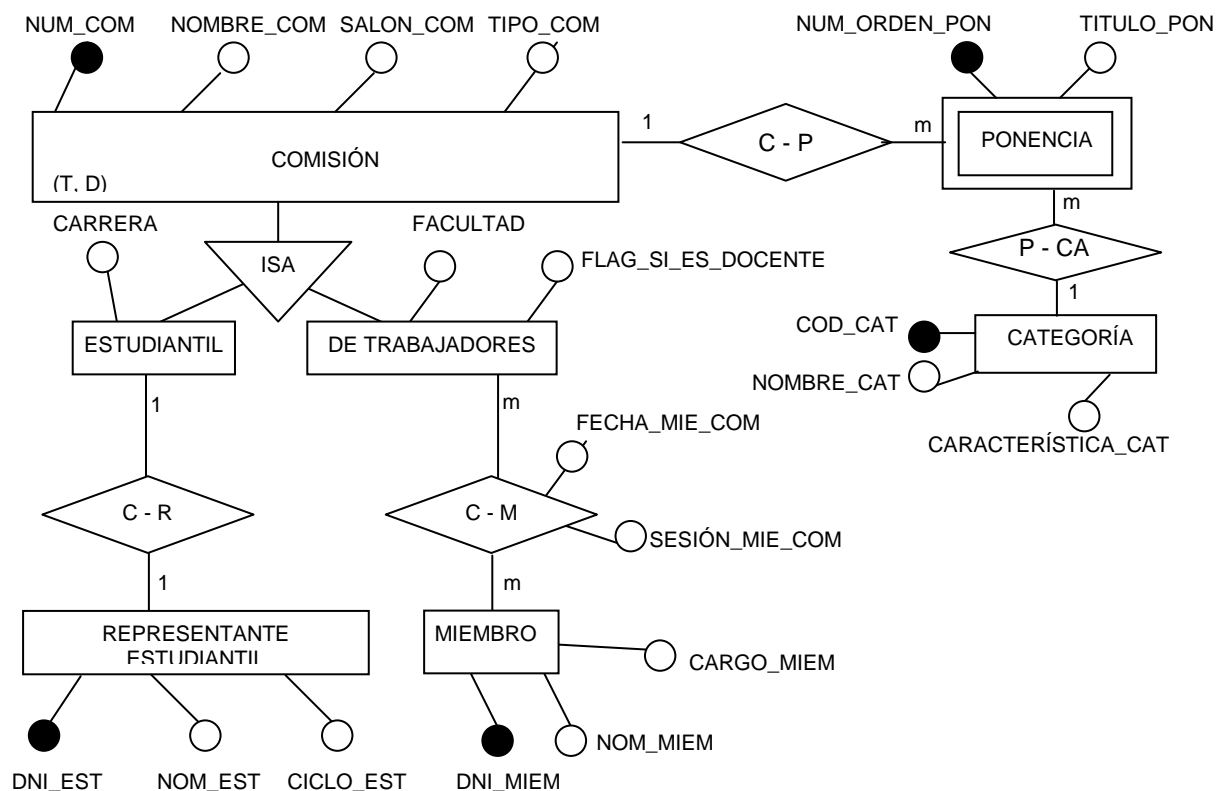 NUM_COM NOMBRE_COM SALON_COM TIPO_COM
NUM_ORDEN_PON TITULO_PON
COMISIÓN
(T, D)
1
C - P
m
PONENCIA
m
P - CA
1
CARRERA
ISA
FACULTAD
FLAG_SI_ES_DOCENTE
ESTUDIANTIL
DE TRABAJADORES
COD_CAT
CATEGORÍA
NOMBRE_CAT
CARACTERÍSTICA_CAT
1
m
FECHA_MIE_COM
C - R
C - M
SESIÓN_MIE_COM
1
m
REPRESENTANTE
ESTUDIANTIL
MIEMBRO
CARGO_MIEM
NOM_MIEM
DNI_EST NOM_EST CICLO_EST DNI_MIEM